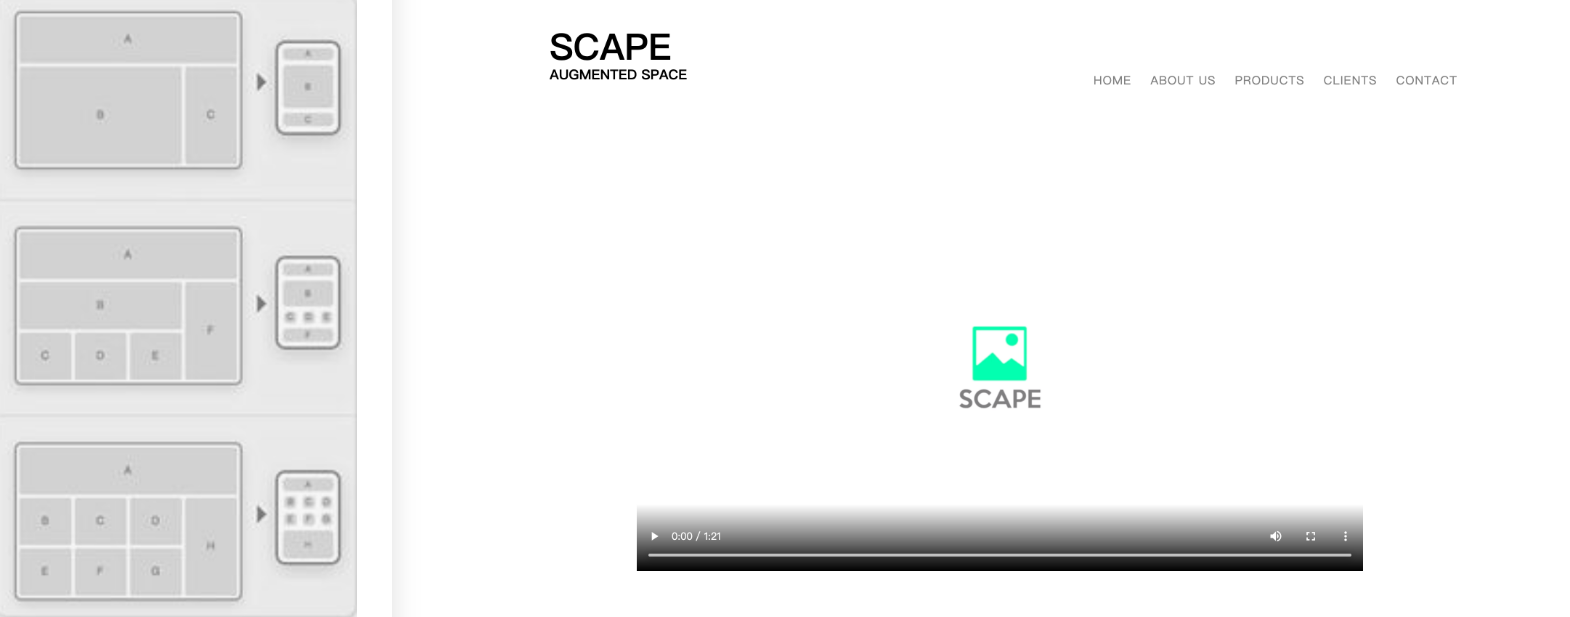 A
B
C
A
B
C
A
B
F
C
D
E
A
B
C D E
F
A
B
C
D
H
E
F
G
A
B C D
E F G
H
SCAPE
AUGMENTED SPACE
HOME
ABOUT US
PRODUCTS
CLIENTS
CONTACT
SCAPE
0:00 / 1:21